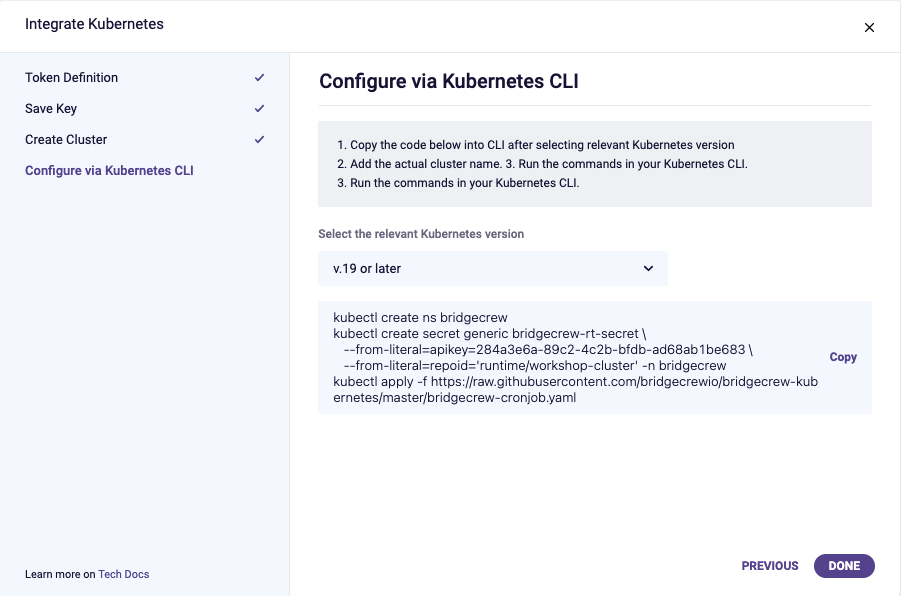 Integrate Kubernetes
Token Definition
Save Key
Create Cluster
Configure via Kubernetes CLI
Learn more on Tech Docs
Configure via Kubernetes CLI
1. Copy the code below into CLI after selecting relevant Kubernetes version
2. Add the actual cluster name. 3. Run the commands in your Kubernetes CLI.
3. Run the commands in your Kubernetes CLI.
Select the relevant Kubernetes version
v.19 or later
kubectl create ns bridgecrew
kubectl create secret generic bridgecrew-rt-secret \
--from-literal=apikey=284a3e6a-89c2-4c2b-bfdb-ad68ab1be683 \
--from-literal=repoid='runtime/workshop-cluster' -n bridgecrew
kubectl apply -f https://raw.githubusercontent.com/bridgecrewio/bridgecrew-kub
ernetes/master/bridgecrew-cronjob.yaml
Copy
PREVIOUS
DONE